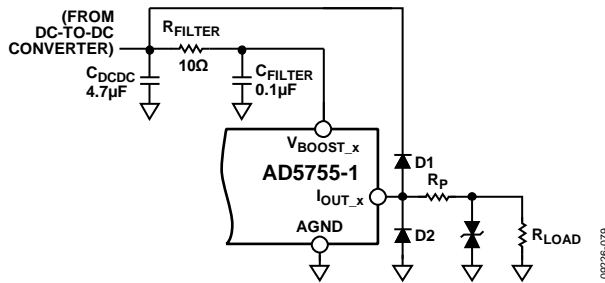 (FROM
DC-TO-DC
CONVERTER)
RFILTER
10Ω
CDCDC
4.7µF
CFILTER
0.1µF
VBOOST_x
AD5755-1
IOUT_x
AGND
D1
D2
RP
RLOAD
09226-079